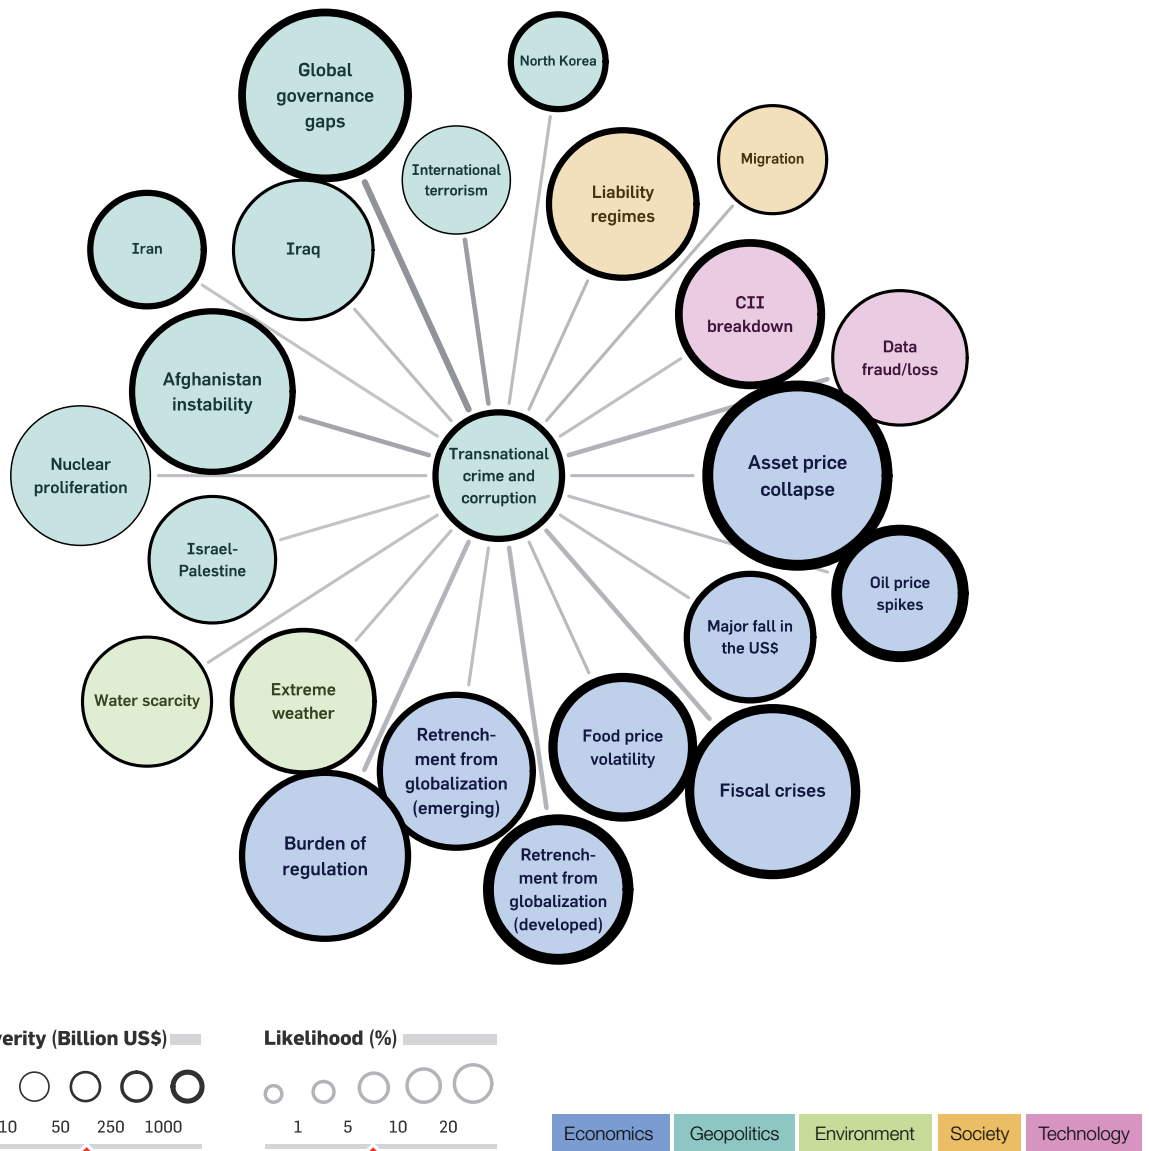 Global
governance
gaps
North Korea
International
terrorism
Migration
Liability
regimes
Iran
Iraq
CII
breakdown
Data
fraud/loss
Afghanistan
instability
Transnational
crime and
corruption
Asset price
collapse
Nuclear
proliferation
Israel-
Palestine
Oil price
spikes
Major fall in
the US$
Water scarcity
Extreme
weather
Retrench-
ment from
globalization
(emerging)
Food price
volatility
Fiscal crises
Burden of
regulation
Retrench-
ment from
globalization
(developed)
verity (Billion US$)
10 50 250 1000
Likelihood (%)
1 5 10 20
Economics Geopolitics Environment Society Technology